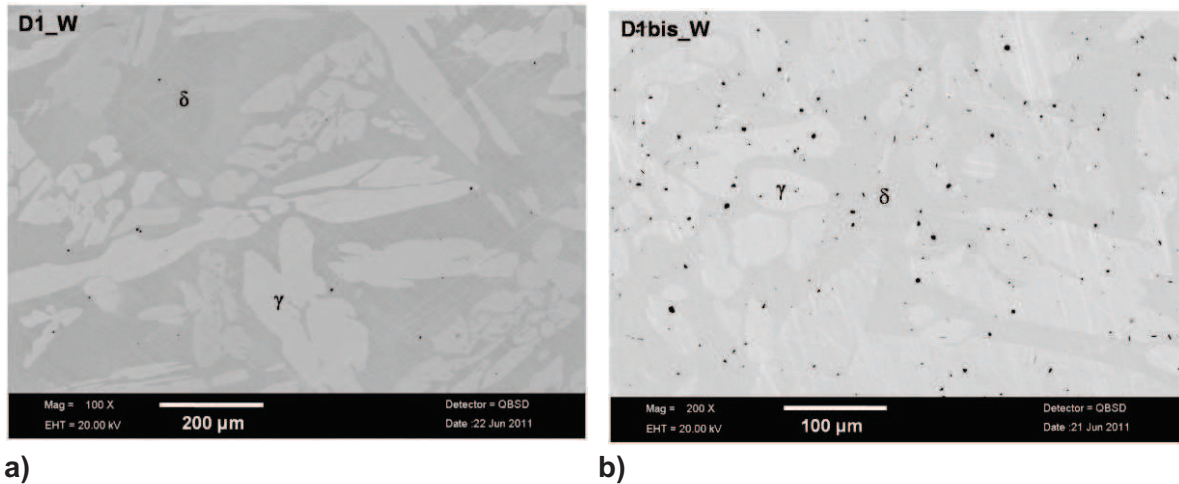 D1_W
δ
γ
Mag = 100 X
EHT = 20.00 kV
200 µm
Detector = QBSD
Date :22 Jun 2011
a)
D1bis_W
γ
δ
Mag = 200 X
EHT = 20.00 kV
100 µm
Detector = QBSD
Date :21 Jun 2011
b)